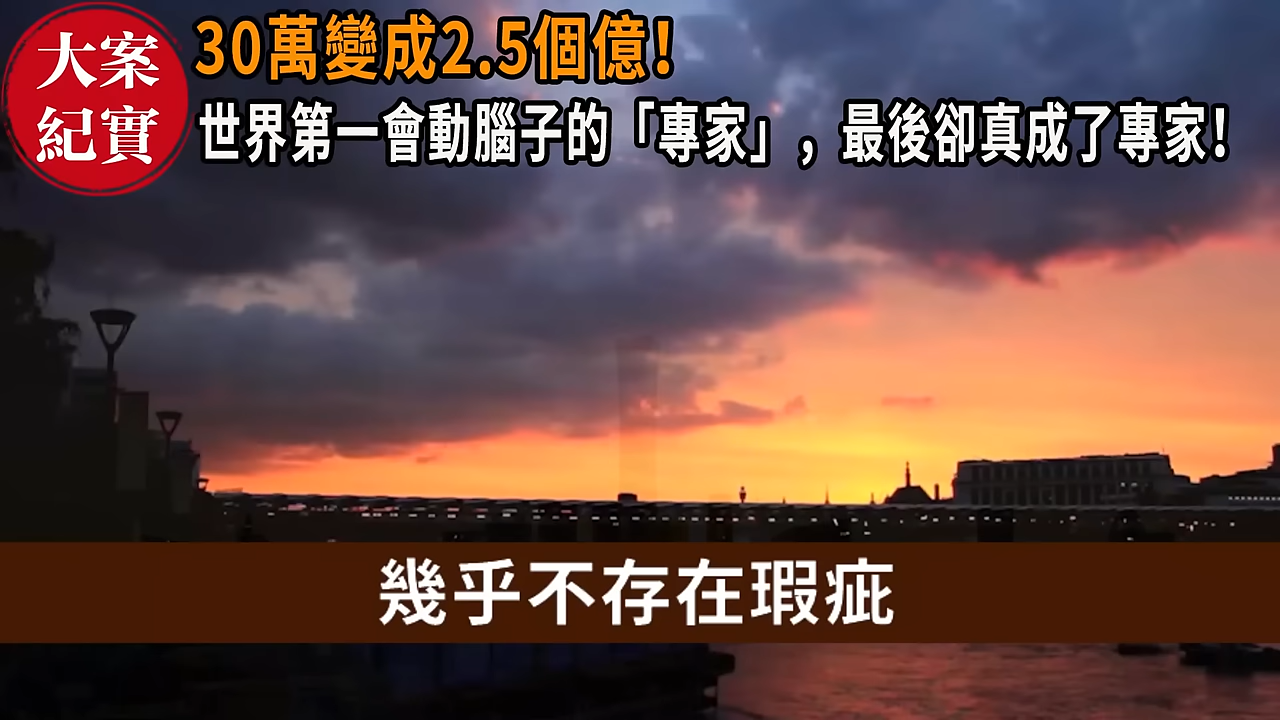 大案
紀實
30萬變成2.5個億!
世界第一會動腦子的「專家」，最後卻真成了專家!
幾乎不存在瑕疵